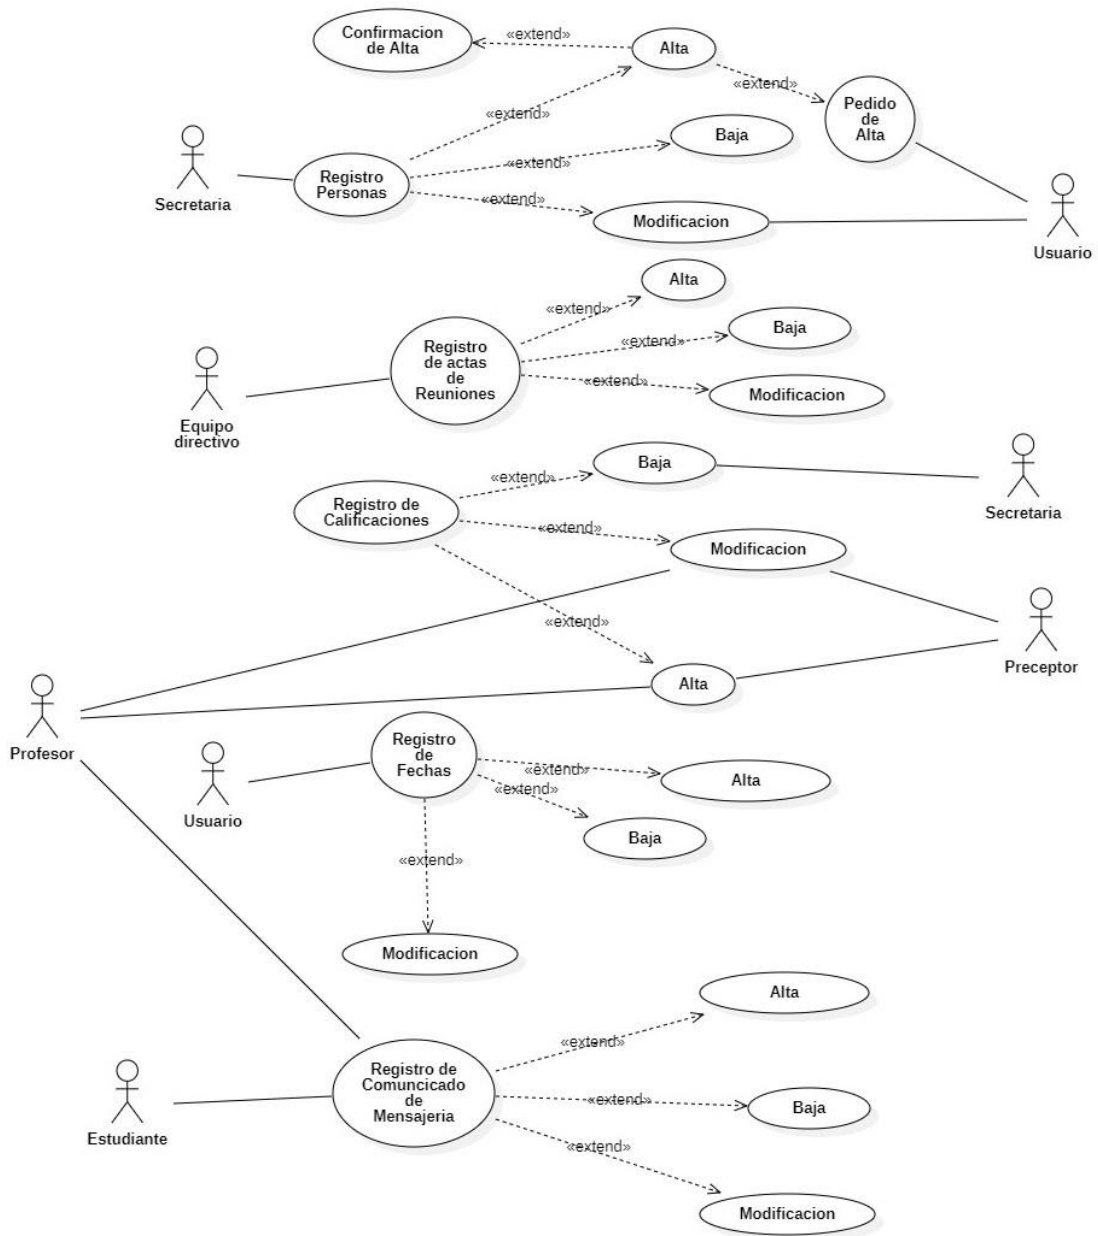 Confirmacion
de Alta
«extend»
Alta
«extend»
Pedido
de
Alta
«extend»
Baja
«extend»
Registro
Personas
Secretaria
«extend»
Modificacion
Usuario
Alta
«extend»
Baja
«extend»
Registro
de actas
de
Reuniones
«extend»
Modificacion
Equipo
directivo
Baja
«extend»
Registro de
Calificaciones
Secretaria
«extend»
Modificacion
«extend»
Preceptor
Alta
Profesor
Registro
de
Fechas
«extend»
Alta
«extend»
Usuario
Baja
«extend»
Modificacion
Alta
«extend»
Registro de
Comuncicado
de
Mensajeria
«extend»
Baja
Estudiante
«extend»
Modificacion